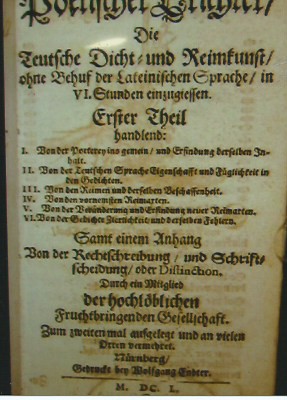 Poetischer Trichter/
Die
Teutsche Dicht- und Reimkunst/
ohne Behuf der Lateinischen Sprache/ in
VI. Stunden einzugiessen.
Erster Theil
handlend:
I. Von der Poeterey ins gemein/ und Erfindung derselben In-
halt.
II. Von der Teutschen Sprache Eigenschafft und Füglichkeit in
den Gedichten.
III. Von den Reimen und derselben Beschaffenheit.
IV. Von den vornemsten Reimarten.
V. Von der Veränderung und Erfindung neuer Reimarten.
VI. Von der Gedichte Zierlichkeit/ und derselben Fehlern.
Samt einem Anhang
Von der Rechtschreibung/ und Schrift-
scheidung/ oder Distinction.
Durch ein Mitglied
der hochlöblichen
Fruchtbringenden Gesellschaft.
Zum zweiten mal aufgelegt und an vielen
Orten vermehret.
Nürnberg/
Gedruckt bey Wolfgang Endter.
M. DC. L.